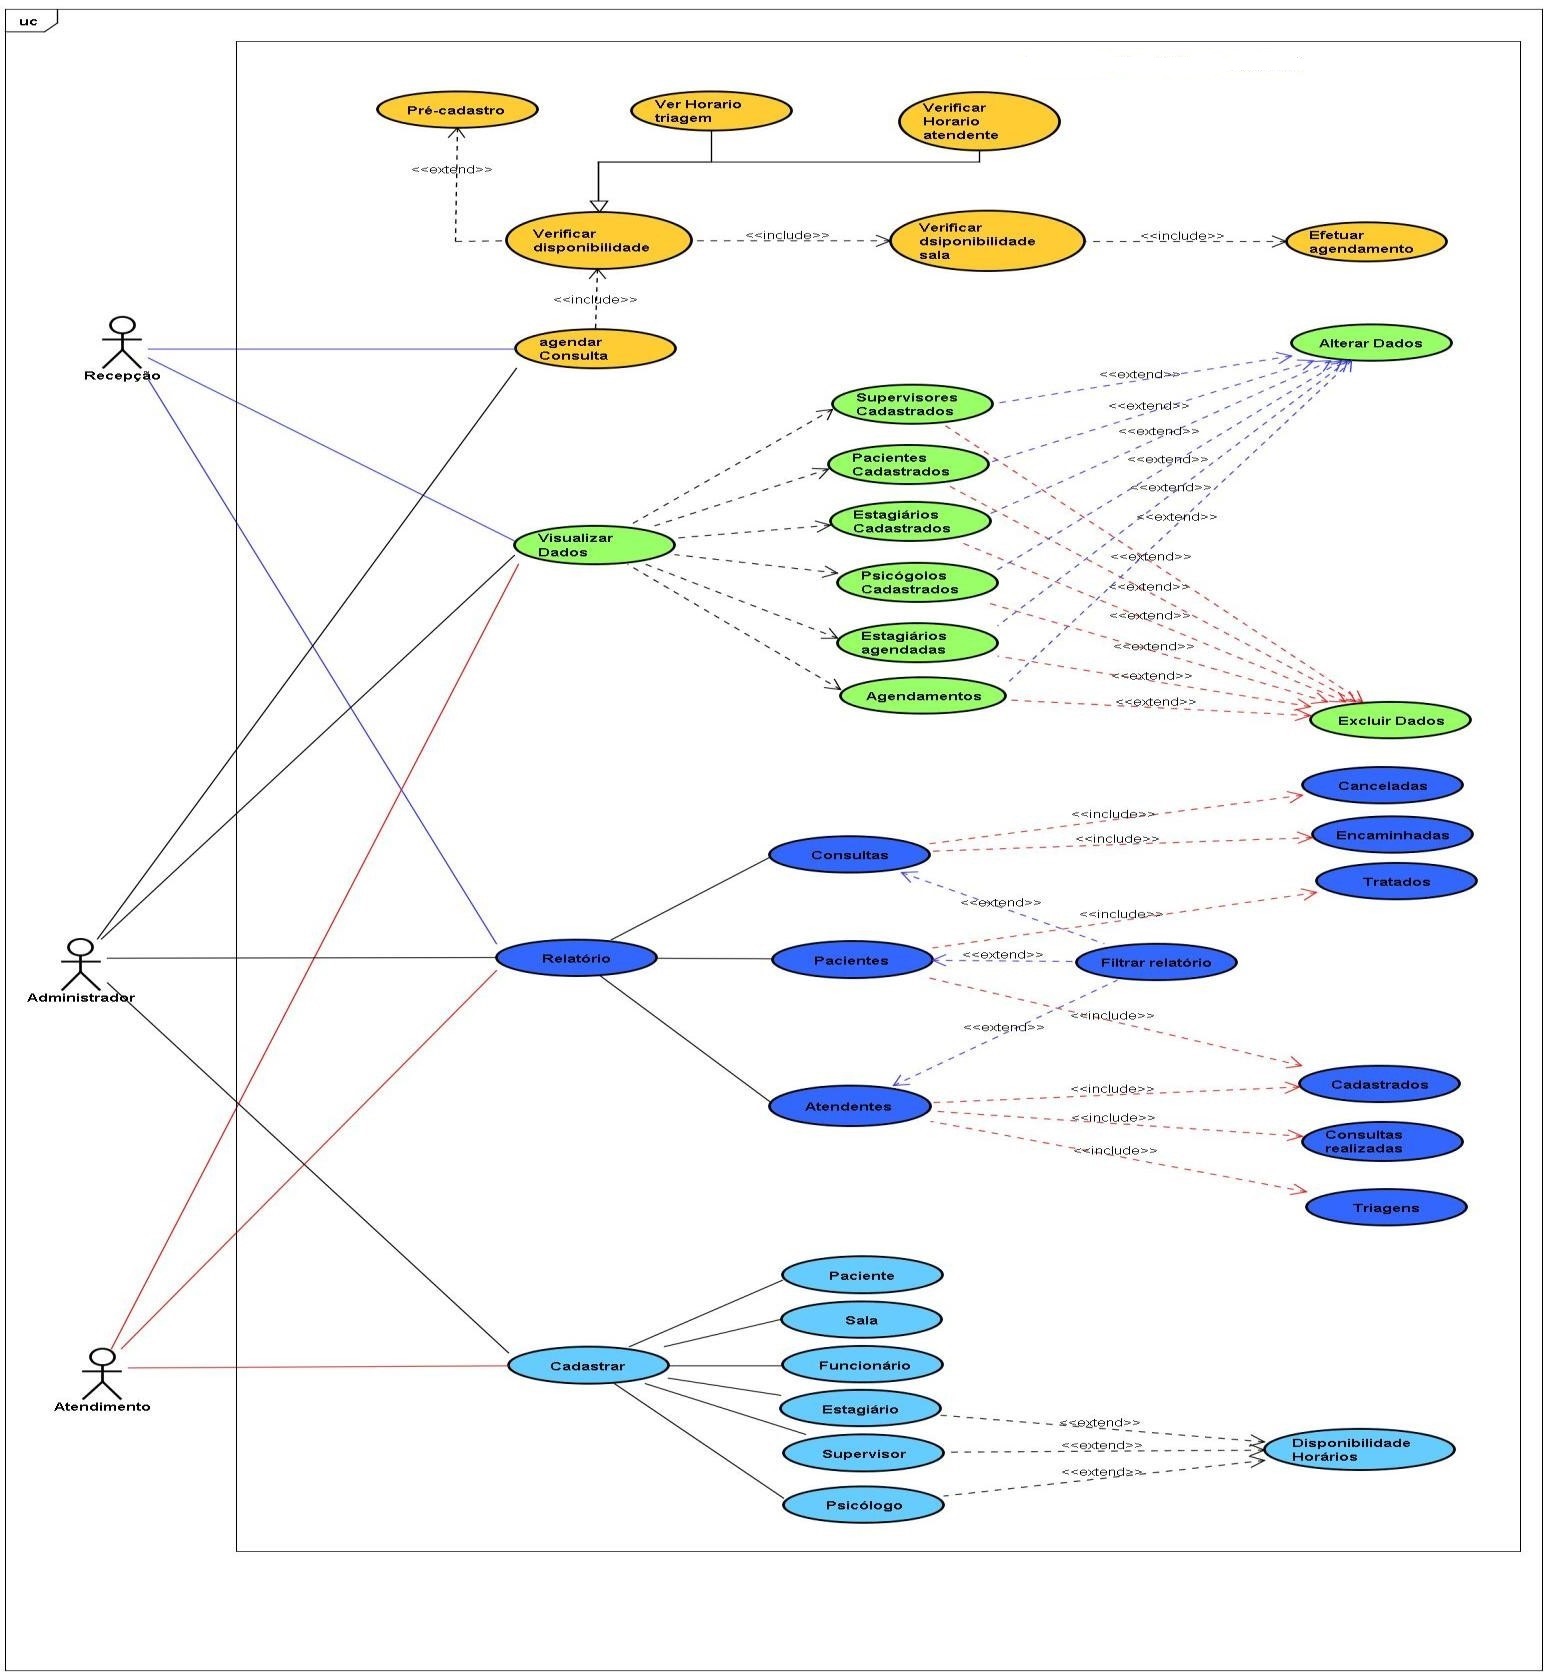 uc
Pré-cadastro
Ver Horario
triagem
Verificar
Horario
atendente
<<extend>>
Verificar
disponibilidade
<<include>>
Verificar
dsiponibilidade
sala
<<include>>
Efetuar
agendamento
<<include>>
agendar
Consulta
Recepção
Alterar Dados
<<extend>>
Supervisores
Cadastrados
<<extend>>
<<extend>>
Pacientes
Cadastrados
<<extend>>
<<extend>>
Estagiários
Cadastrados
<<extend>>
Visualizar
Dados
<<extend>>
Psicógolos
Cadastrados
<<extend>>
<<extend>>
Estagiários
agendadas
<<extend>>
<<extend>>
Agendamentos
<<extend>>
Excluir Dados
Canceladas
<<include>>
Encaminhadas
<<include>>
Consultas
Tratados
<<extend>>
<<include>>
Administrador
Relatório
Pacientes
<<extend>>
Filtrar relatório
<<include>>
<<extend>>
Cadastrados
<<include>>
Atendentes
<<include>>
Consultas
realizadas
<<include>>
Triagens
Paciente
Sala
Atendimento
Cadastrar
Funcionário
Estagiário
<<extend>>
Supervisor
<<extend>>
Disponibilidade
Horários
<<extend>>
Psicólogo